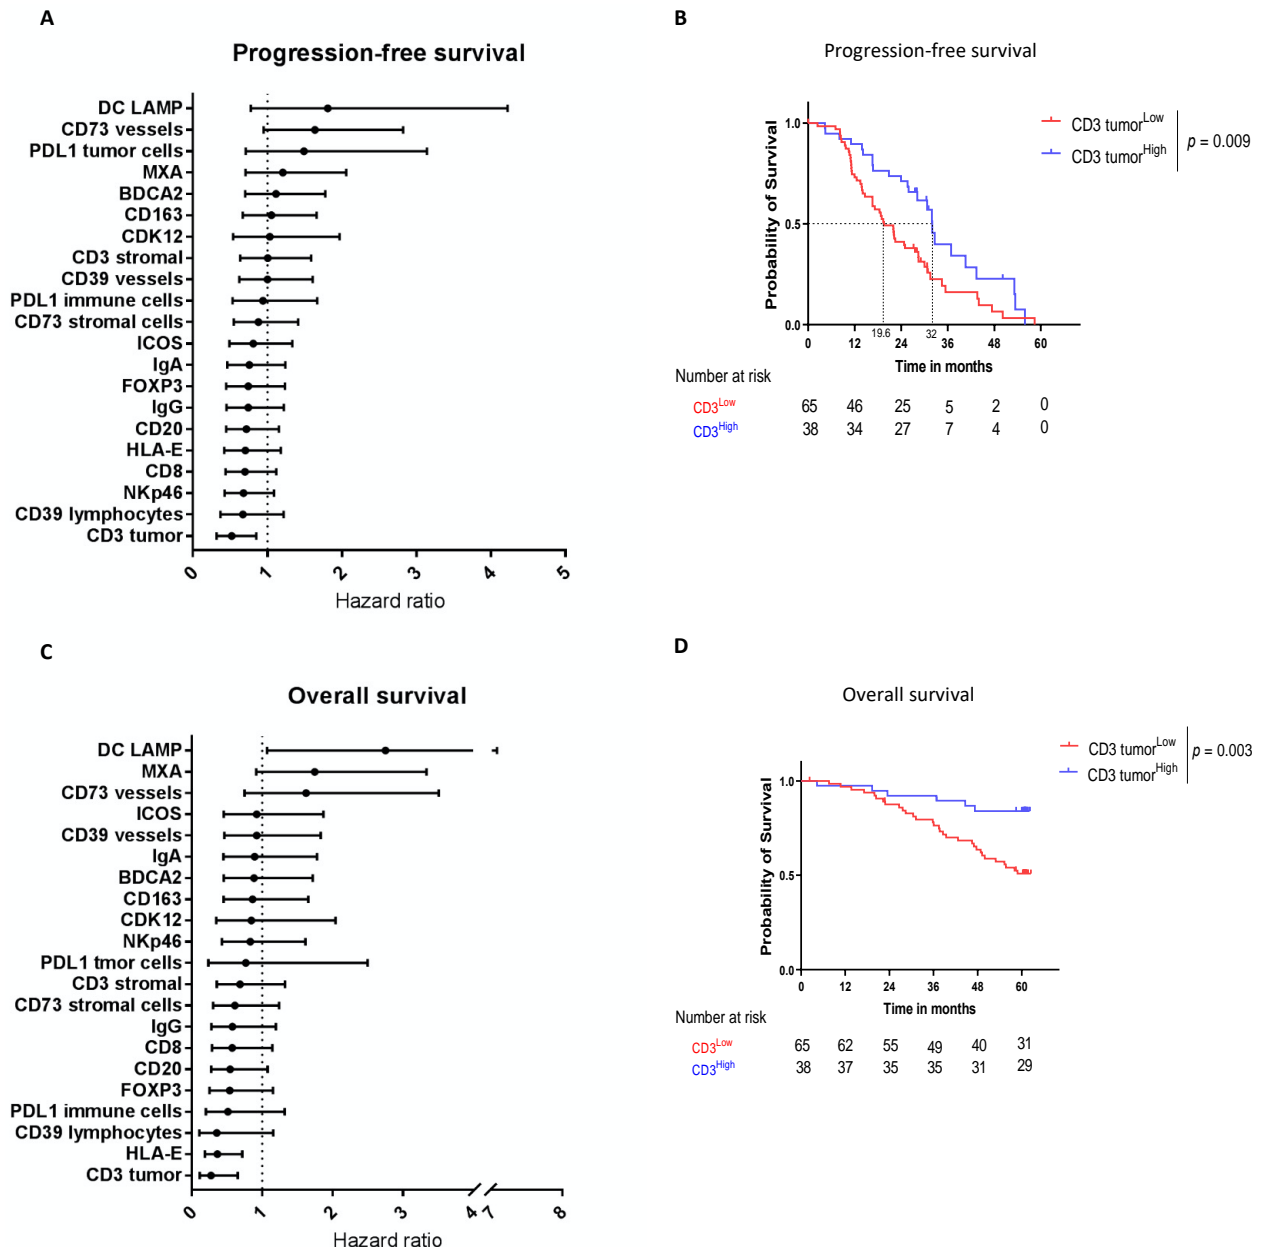 A
Progression-free survival
DC LAMP
CD73 vessels
PDL1 tumor cells
MXA
BDCA2
CD163
CDK12
CD3 stromal
CD39 vessels
PDL1 immune cells
CD73 stromal cells
ICOS
IgA
FOXP3
IgG
CD20
HLA-E
CD8
NKp46
CD39 lymphocytes
CD3 tumor
0 1 2 3 4 5
Hazard ratio
B
Progression-free survival
CD3 tumorLow
CD3 tumorHigh
p = 0.009
Probability of Survival
1.0
0.5
0.0
19.6 32
0 12 24 36 48 60
Time in months
Number at risk
CD3Low 65 46 25 5 2 0
CD3High 38 34 27 7 4 0
C
Overall survival
DC LAMP
MXA
CD73 vessels
ICOS
CD39 vessels
IgA
BDCA2
CD163
CDK12
NKp46
PDL1 tmor cells
CD3 stromal
CD73 stromal cells
IgG
CD8
CD20
FOXP3
PDL1 immune cells
CD39 lymphocytes
HLA-E
CD3 tumor
0 1 2 3 4 7 8
Hazard ratio
D
Overall survival
CD3 tumorLow
CD3 tumorHigh
p = 0.003
Probability of Survival
1.0
0.5
0.0
0 12 24 36 48 60
Time in months
Number at risk
CD3Low 65 62 55 49 40 31
CD3High 38 37 35 35 31 29